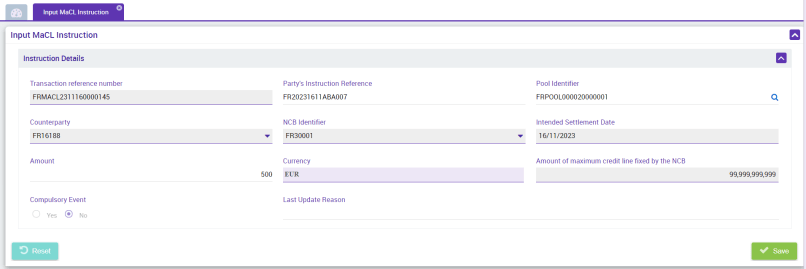 Input MaCL Instruction
Input MaCL Instruction
Instruction Details
Transaction reference number
Party's Instruction Reference
Pool Identifier
FRMACL2311160000145
FR20231611ABA007
FRPOOL000020000001
Counterparty
NCB Identifier
Intended Settlement Date
FR16188
FR30001
16/11/2023
Amount
Currency
Amount of maximum credit line fixed by the NCB
500
EUR
99,999,999,999
Compulsory Event
Last Update Reason
Yes
No
Reset
Save